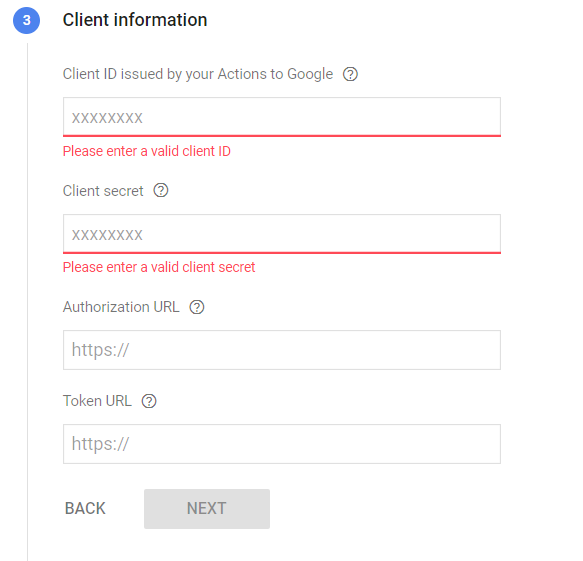 3 Client information
Client ID issued by your Actions to Google ?
xxxxxxxx
Please enter a valid client ID
Client secret ?
xxxxxxxx
Please enter a valid client secret
Authorization URL ?
https://
Token URL ?
https://
BACK NEXT